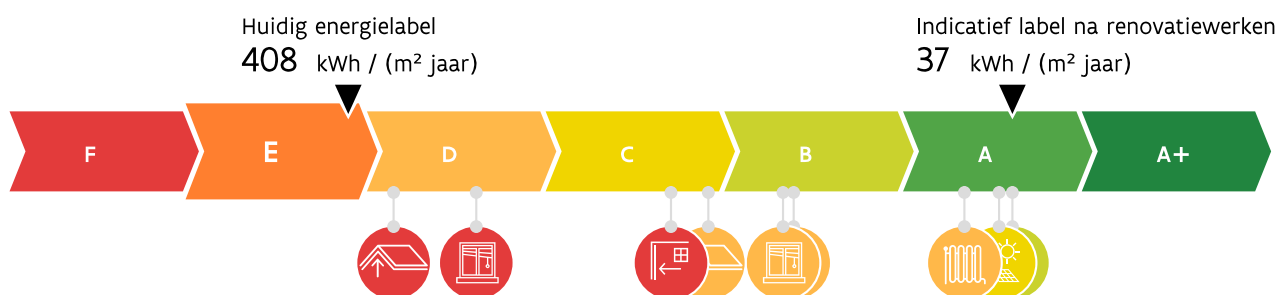 Huidig energielabel
408 kWh / (m² jaar)
Indicatief label na renovatiewerken
37 kWh / (m² jaar)
F E D C B A A+